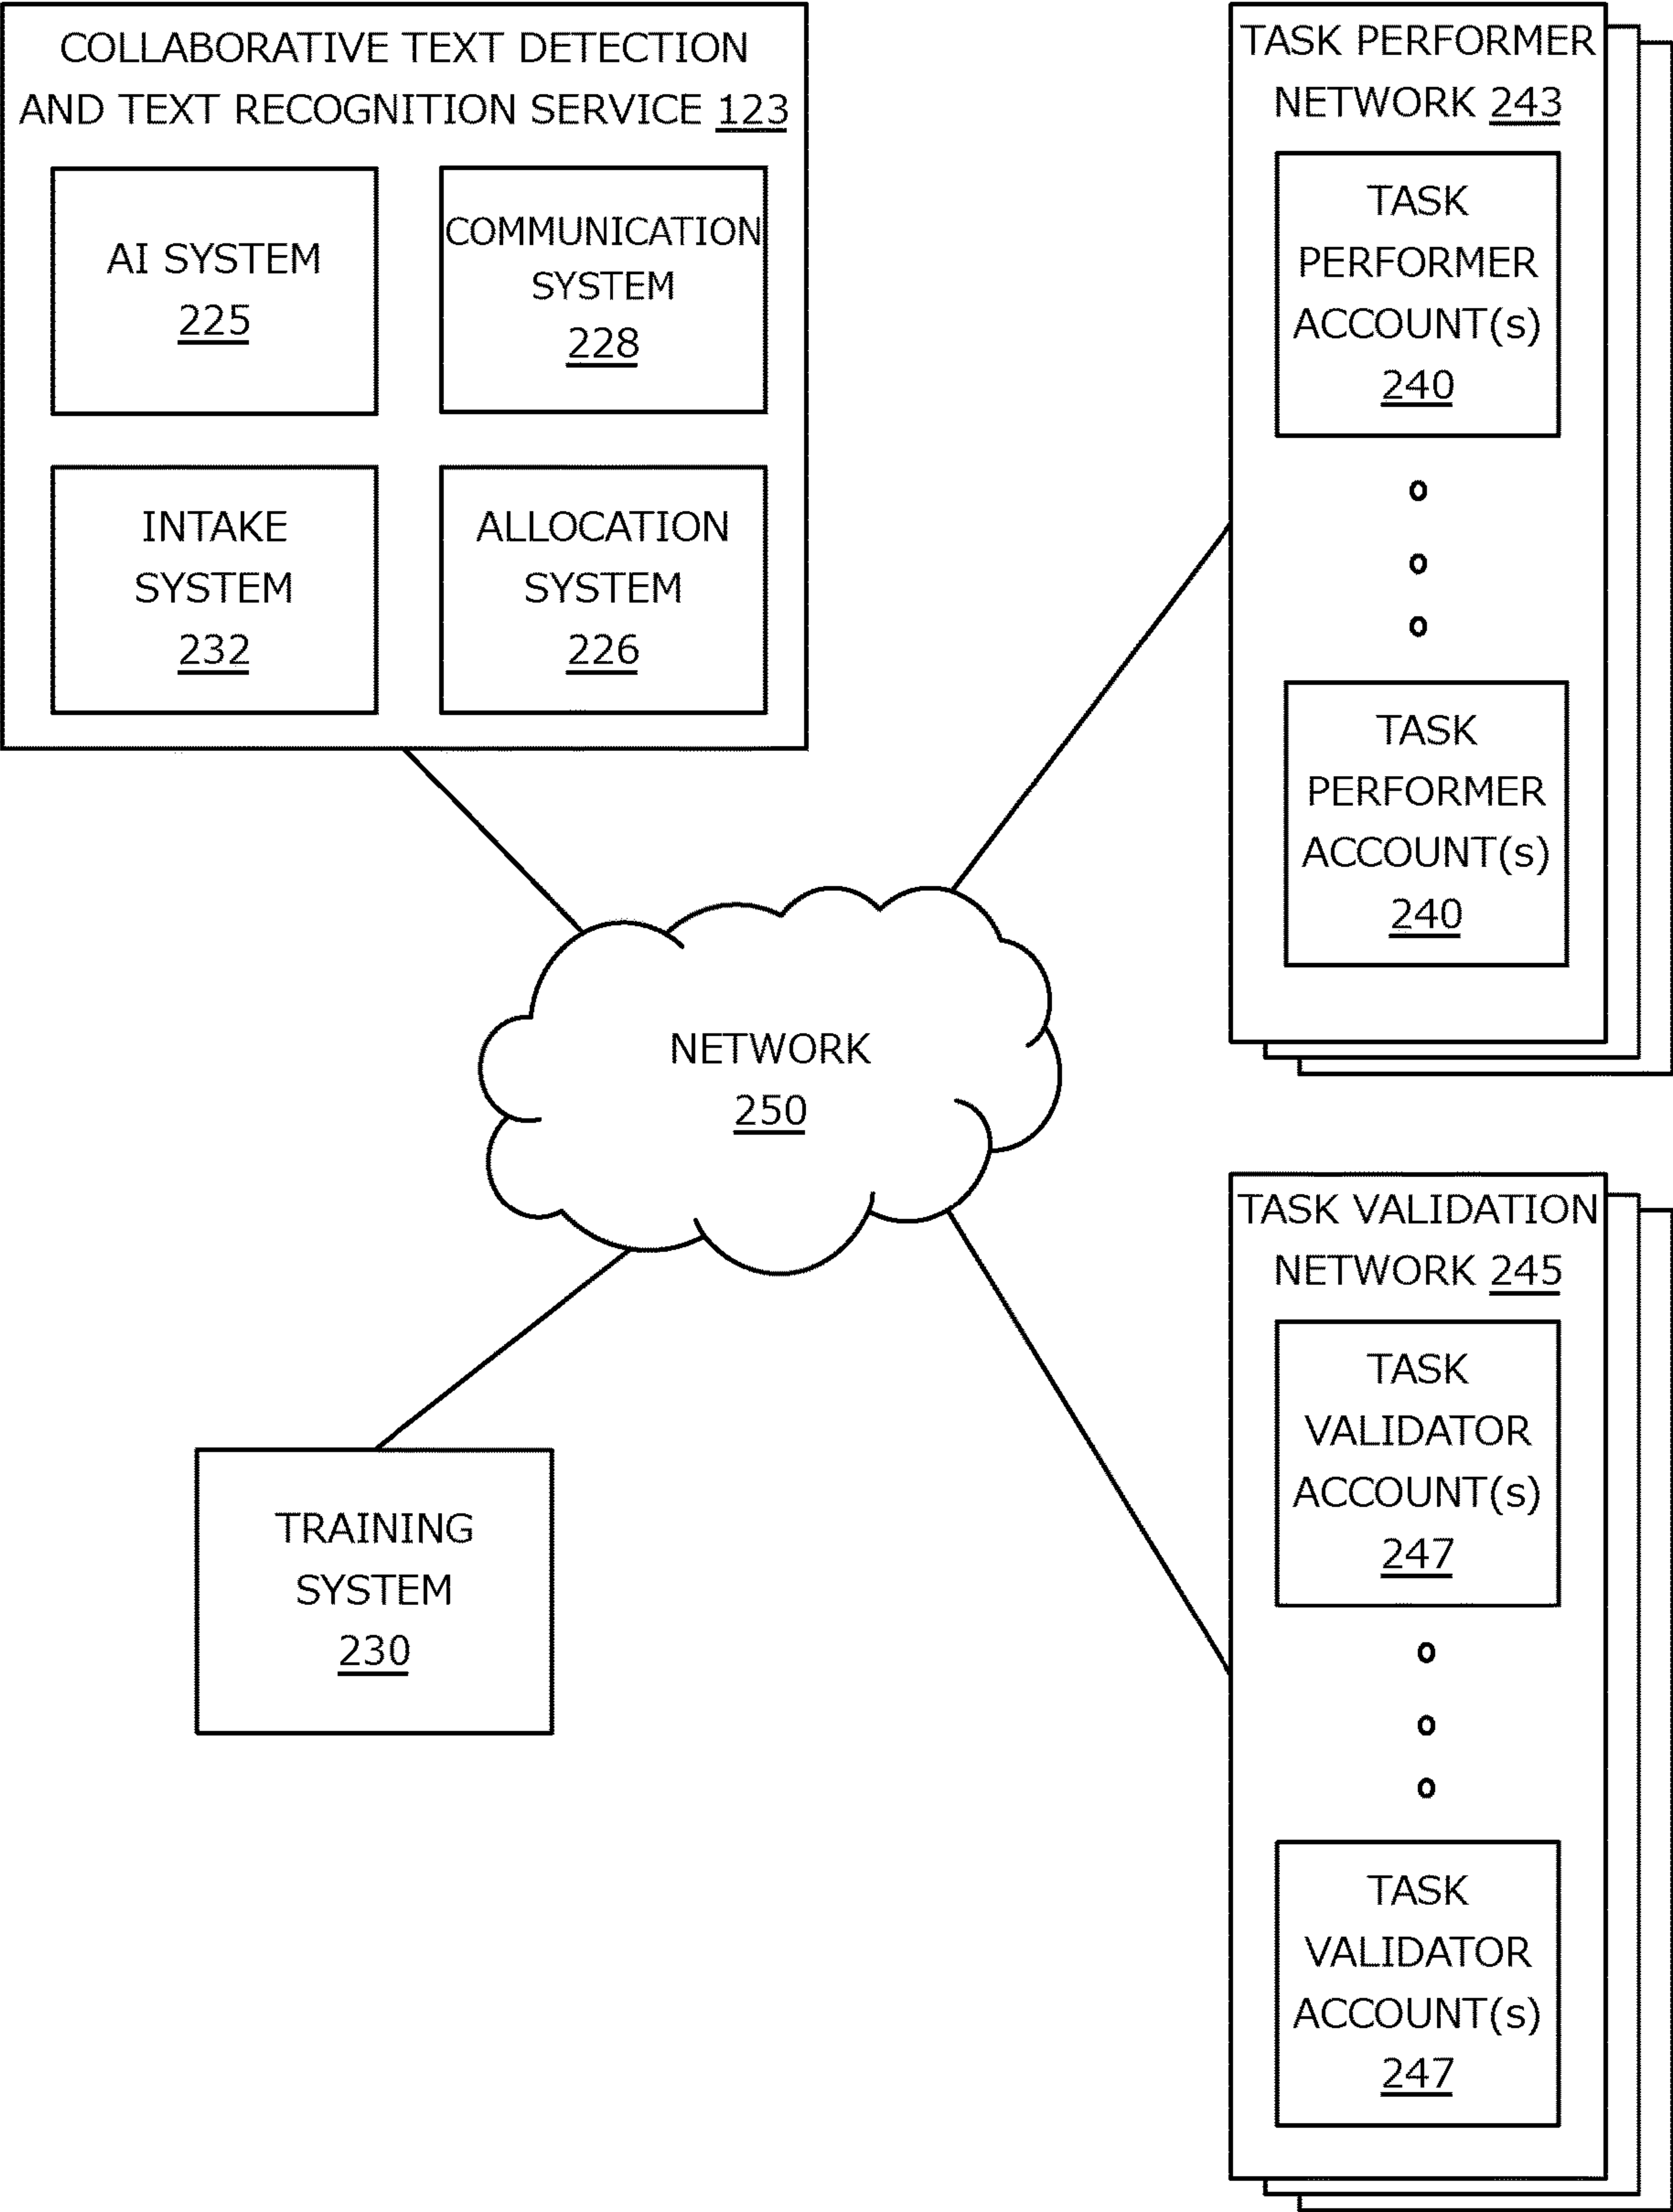 COLLABORATIVE TEXT DETECTION
AND TEXT RECOGNITION SERVICE 123
AI SYSTEM
225
COMMUNICATION
SYSTEM
228
INTAKE
SYSTEM
232
ALLOCATION
SYSTEM
226
TASK PERFORMER
NETWORK 243
TASK
PERFORMER
ACCOUNT(s)
240
TASK
PERFORMER
ACCOUNT(s)
240
NETWORK
250
TRAINING
SYSTEM
230
TASK VALIDATION
NETWORK 245
TASK
VALIDATOR
ACCOUNT(s)
247
TASK
VALIDATOR
ACCOUNT(s)
247